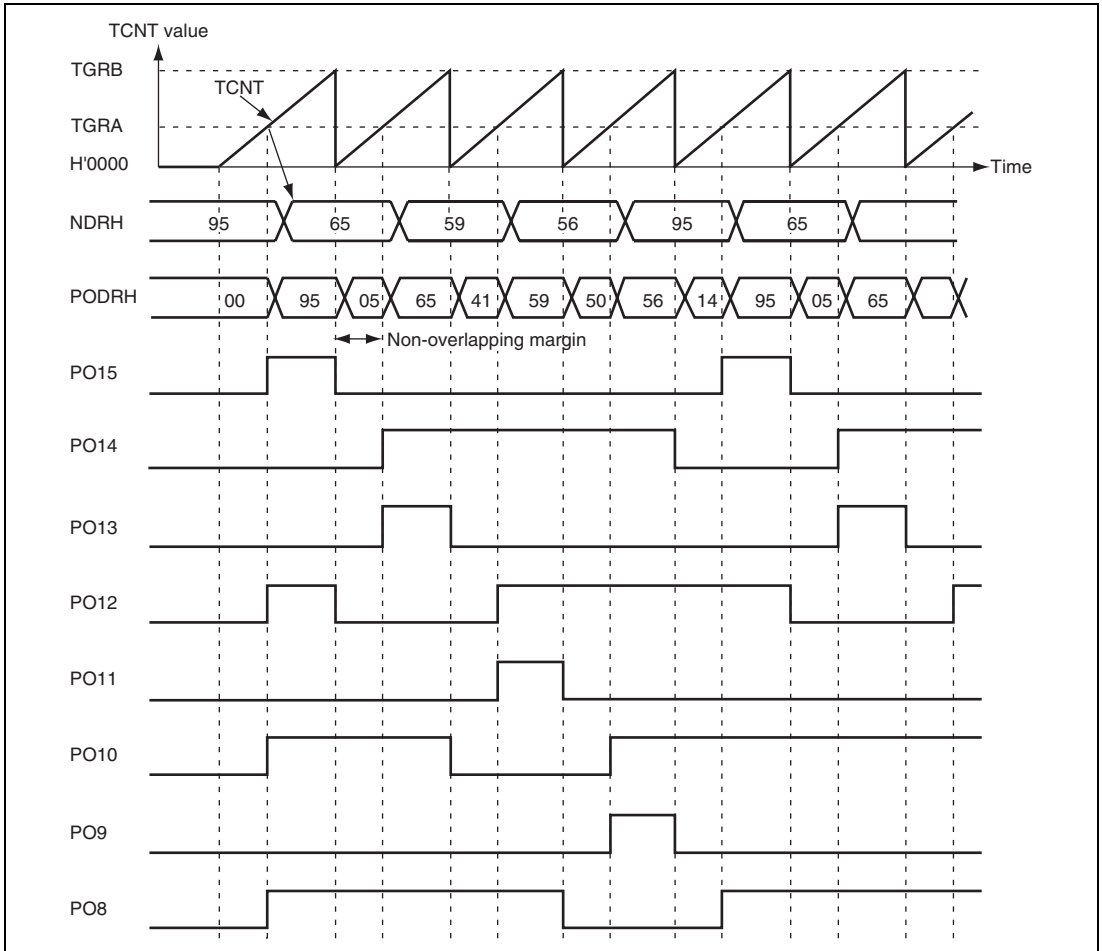 TCNT value
TGRB
TCNT
TGRA
H'0000
Time
NDRH 95 65 59 56 95 65
PODRH 00 95 05 65 41 59 50 56 14 95 05 65
Non-overlapping margin
PO15
PO14
PO13
PO12
PO11
PO10
PO9
PO8